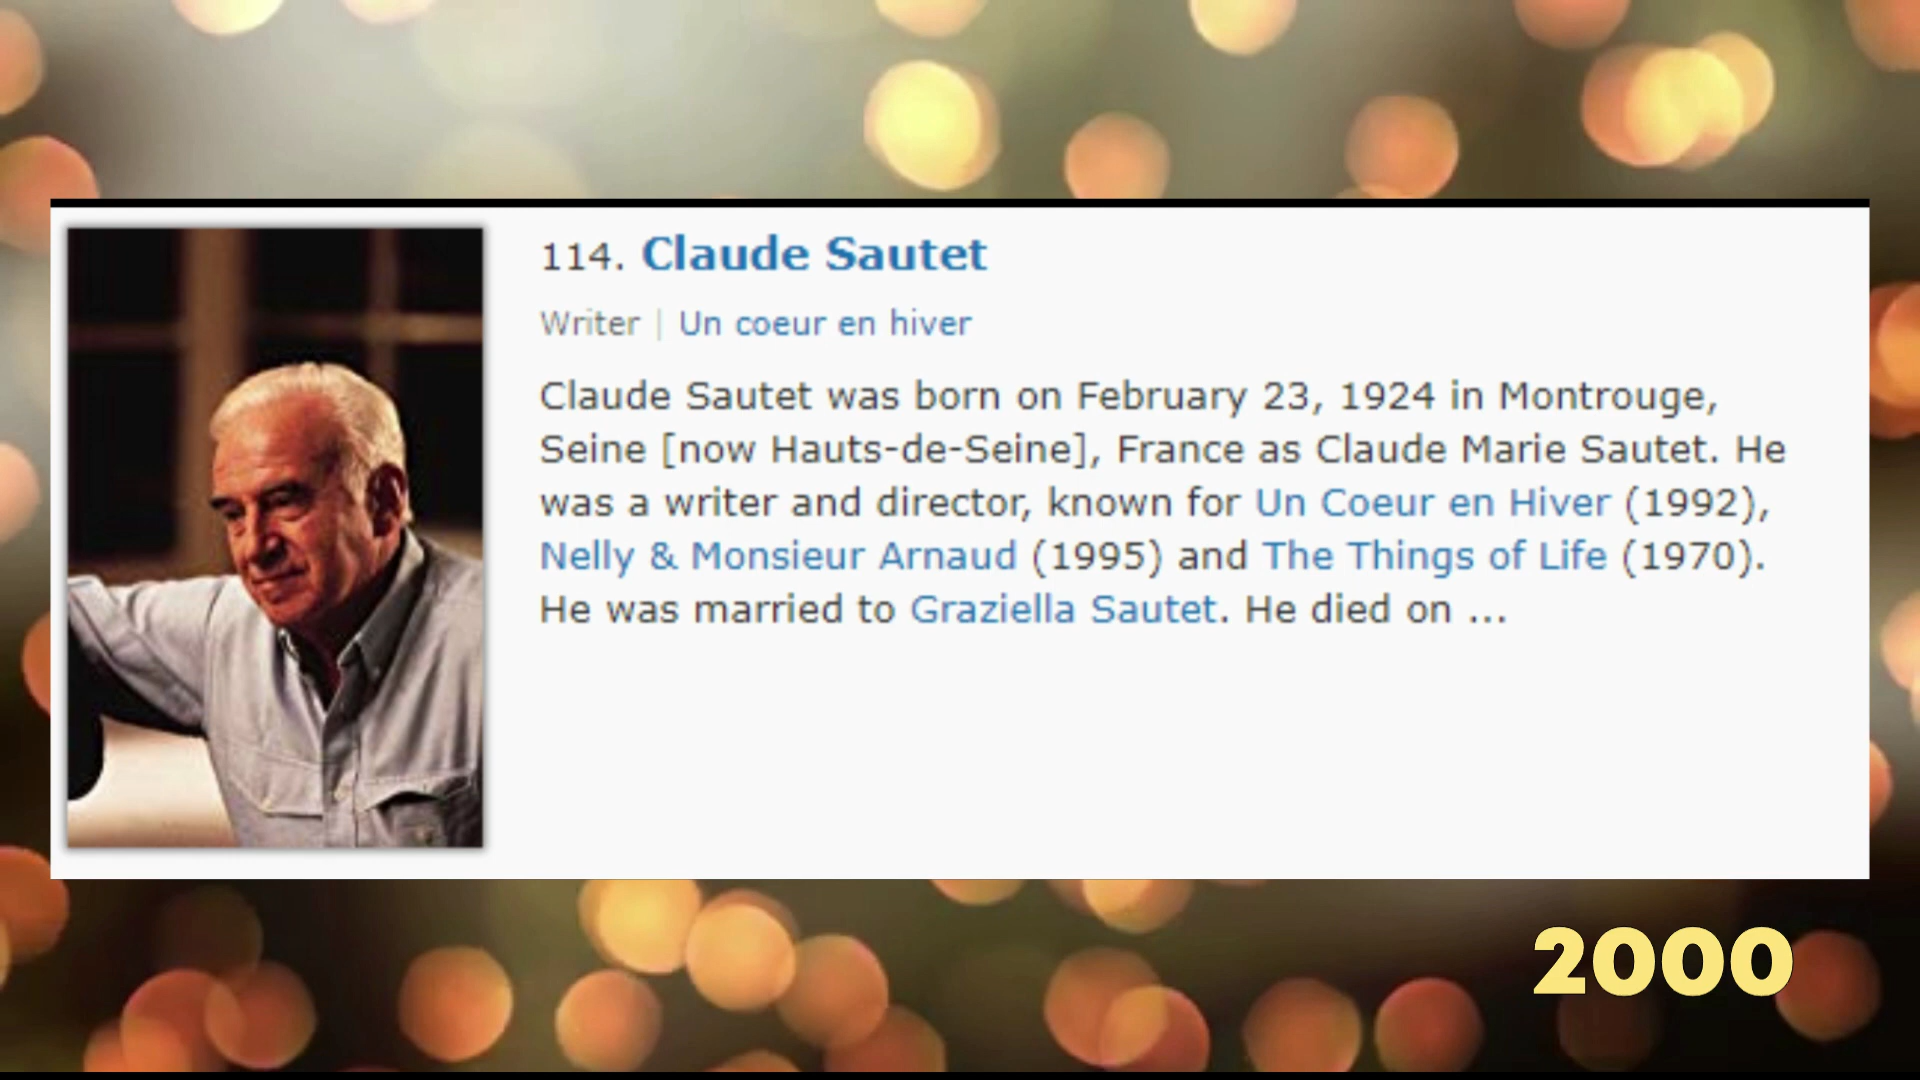 114. Claude Sautet
Writer | Un coeur en hiver
Claude Sautet was born on February 23, 1924 in Montrouge,
Seine [now Hauts-de-Seine], France as Claude Marie Sautet. He
was a writer and director, known for Un Coeur en Hiver (1992),
Nelly & Monsieur Arnaud (1995) and The Things of Life (1970).
He was married to Graziella Sautet. He died on ...
2000